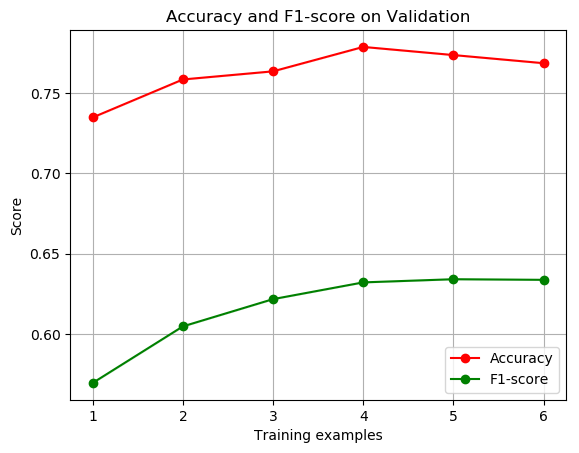 Accuracy and F1-score on Validation
Score
0.75
0.70
0.65
0.60
1 2 3 4 5 6
Training examples
Accuracy
F1-score